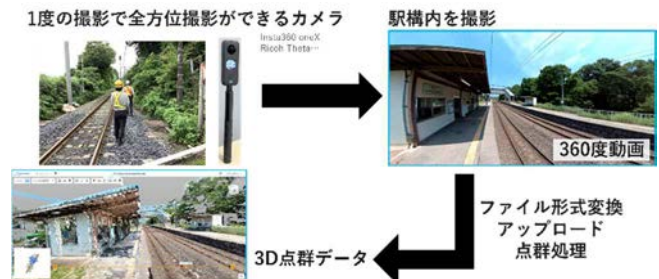 1度の撮影で全方位撮影ができるカメラ
Insta360 oneX
Ricoh Theta…
駅構内を撮影
360度動画
ファイル形式変換
アップロード
点群処理
3D点群データ